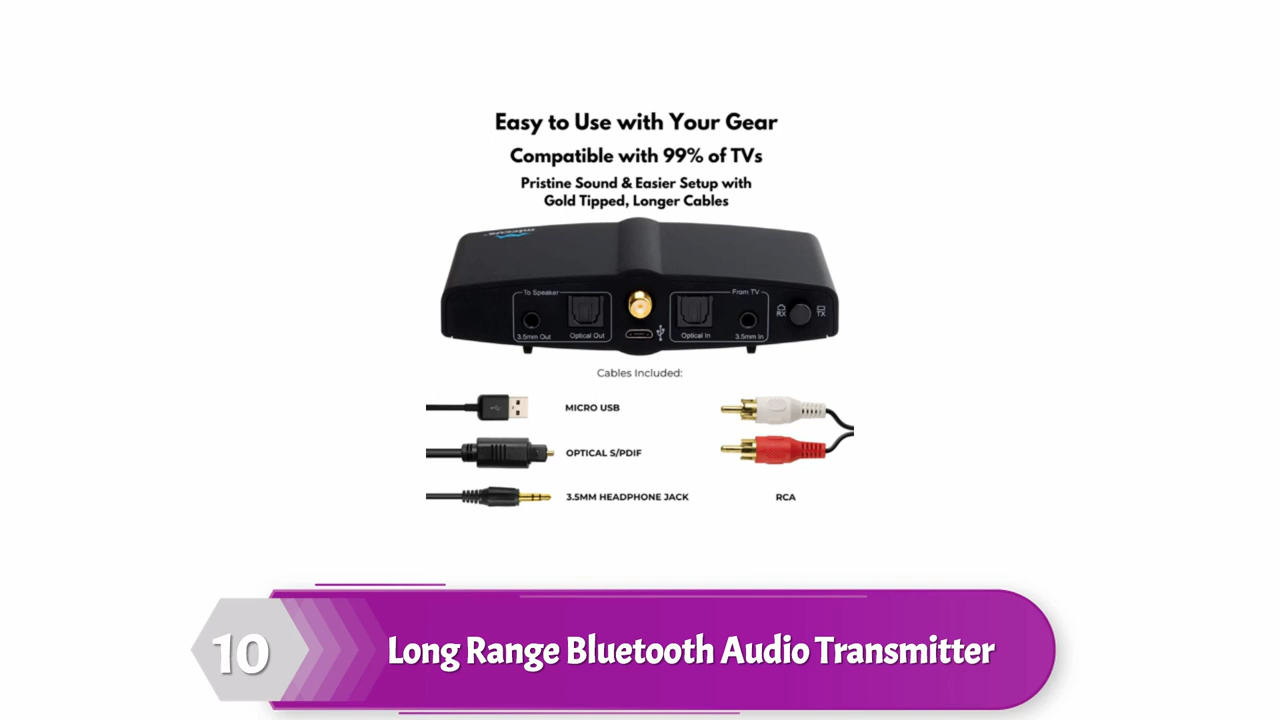 Easy to Use with Your Gear
Compatible with 99% of TVs
Pristine Sound & Easier Setup with
Gold Tipped, Longer Cables
miccus
To Speaker
From TV
RX
TX
3.5mm Out
Optical Out
Optical In
3.5mm In
Cables Included:
MICRO USB
OPTICAL S/PDIF
3.5MM HEADPHONE JACK
RCA
10
Long Range Bluetooth Audio Transmitter